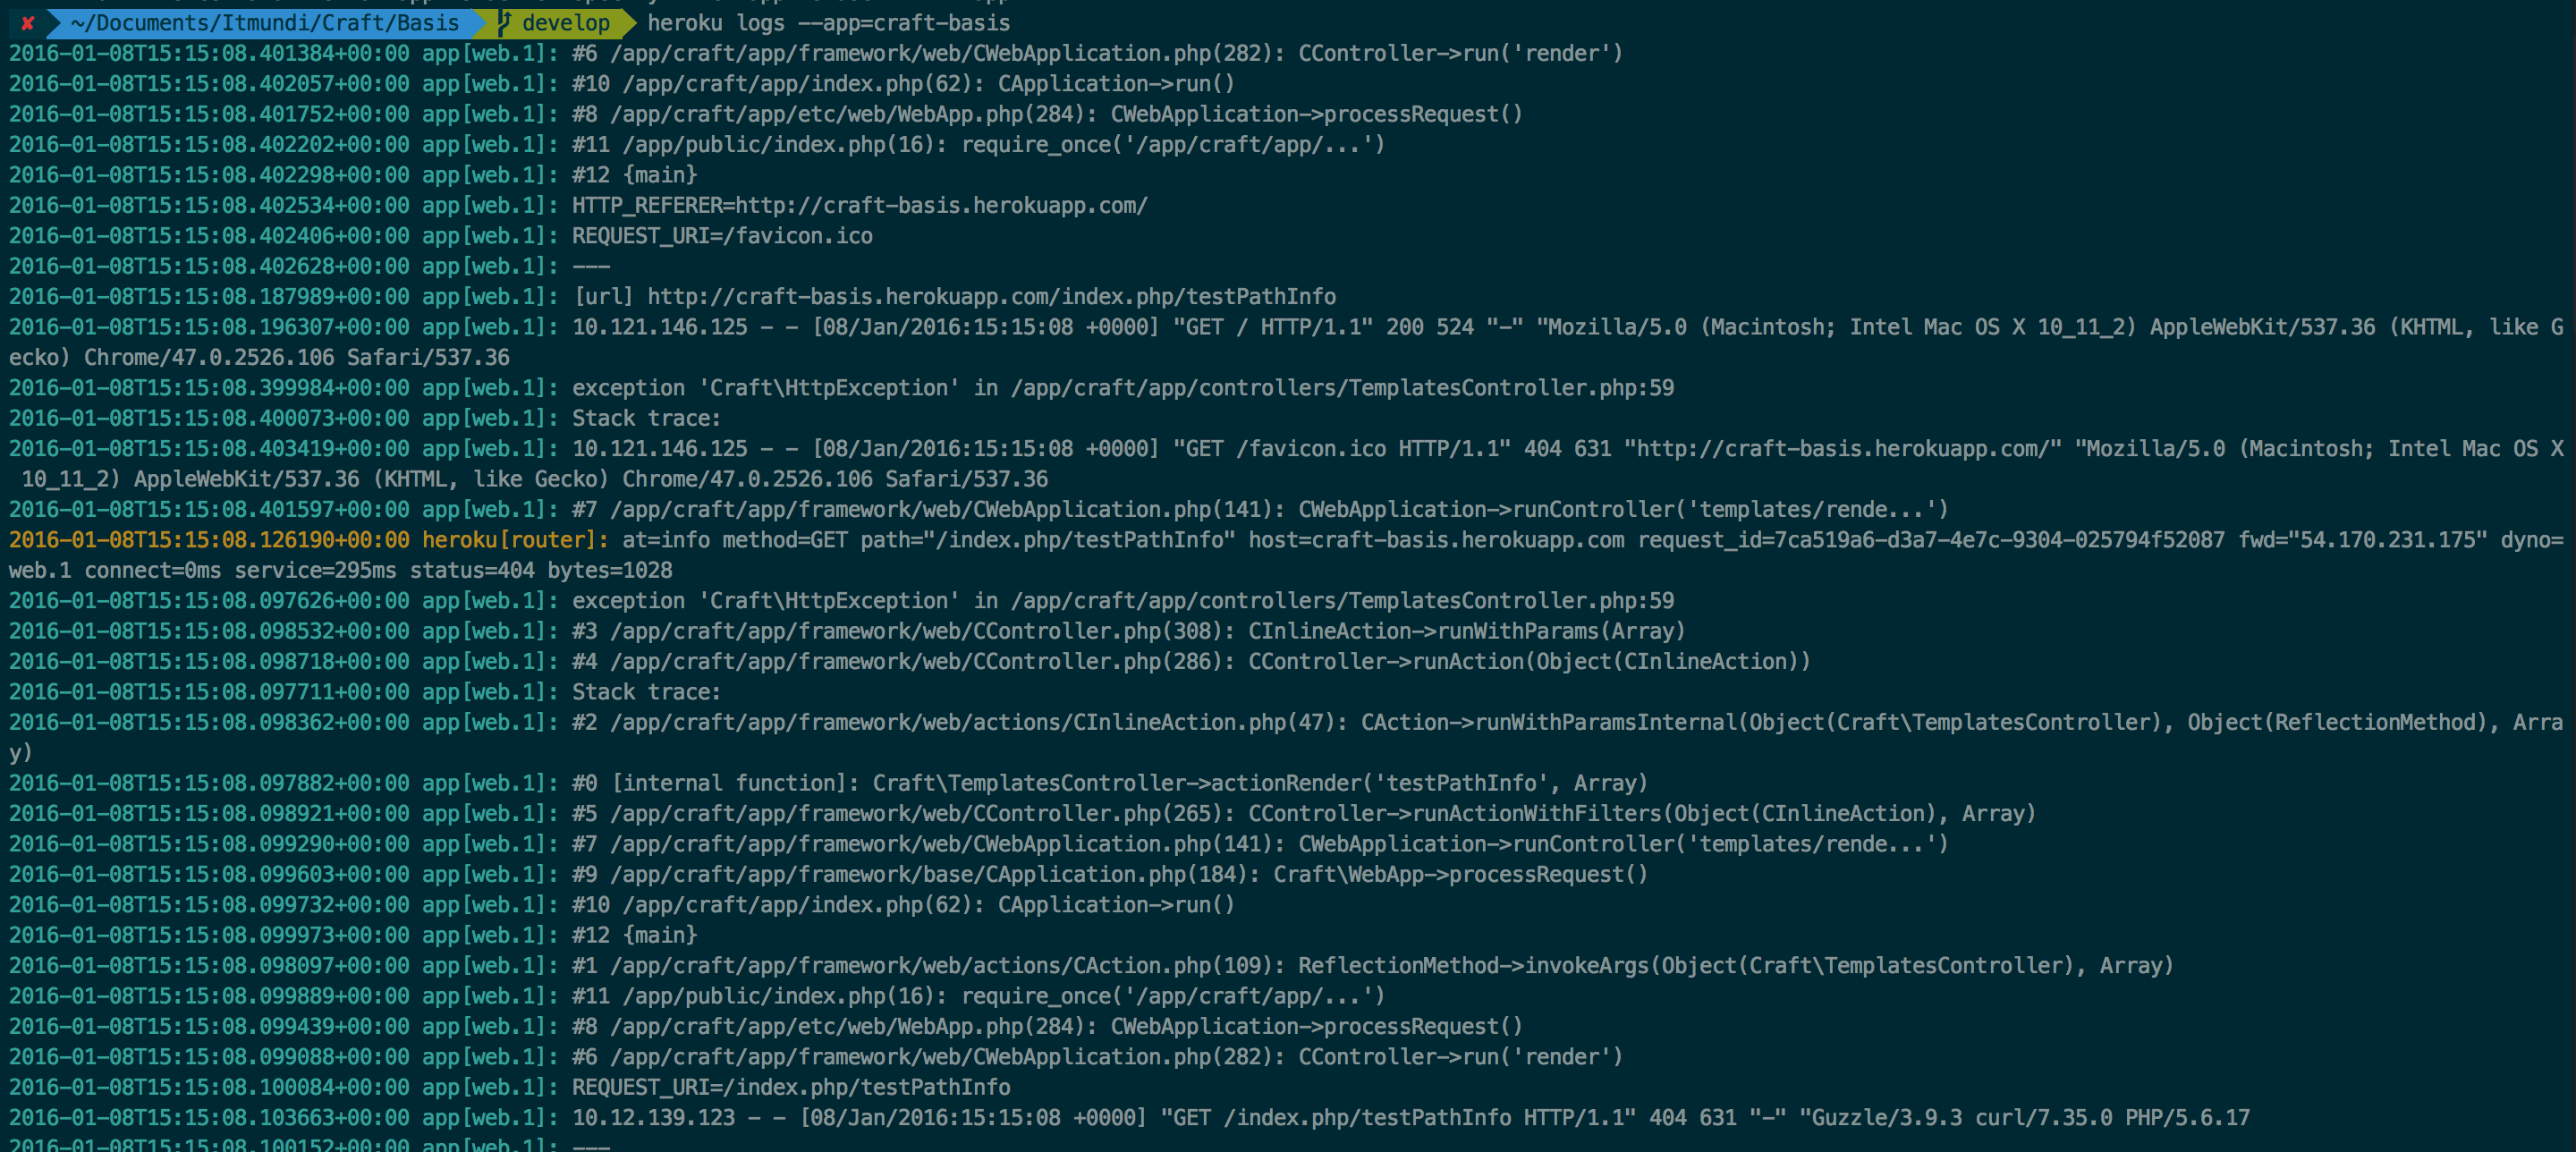 ✘ ~/Documents/Itmundi/Craft/Basis develop heroku logs --app=craft-basis
2016-01-08T15:15:08.401384+00:00 app[web.1]: #6 /app/craft/app/framework/web/CWebApplication.php(282): CController->run('render')
2016-01-08T15:15:08.402057+00:00 app[web.1]: #10 /app/craft/app/index.php(62): CApplication->run()
2016-01-08T15:15:08.401752+00:00 app[web.1]: #8 /app/craft/app/etc/web/WebApp.php(284): CWebApplication->processRequest()
2016-01-08T15:15:08.402202+00:00 app[web.1]: #11 /app/public/index.php(16): require_once('/app/craft/app/...')
2016-01-08T15:15:08.402298+00:00 app[web.1]: #12 {main}
2016-01-08T15:15:08.402534+00:00 app[web.1]: HTTP_REFERER=http://craft-basis.herokuapp.com/
2016-01-08T15:15:08.402406+00:00 app[web.1]: REQUEST_URI=/favicon.ico
2016-01-08T15:15:08.402628+00:00 app[web.1]: ---
2016-01-08T15:15:08.187989+00:00 app[web.1]: [url] http://craft-basis.herokuapp.com/index.php/testPathInfo
2016-01-08T15:15:08.196307+00:00 app[web.1]: 10.121.146.125 - - [08/Jan/2016:15:15:08 +0000] "GET / HTTP/1.1" 200 524 "-" "Mozilla/5.0 (Macintosh; Intel Mac OS X 10_11_2) AppleWebKit/537.36 (KHTML, like G
ecko) Chrome/47.0.2526.106 Safari/537.36
2016-01-08T15:15:08.399984+00:00 app[web.1]: exception 'Craft\HttpException' in /app/craft/app/controllers/TemplatesController.php:59
2016-01-08T15:15:08.400073+00:00 app[web.1]: Stack trace:
2016-01-08T15:15:08.403419+00:00 app[web.1]: 10.121.146.125 - - [08/Jan/2016:15:15:08 +0000] "GET /favicon.ico HTTP/1.1" 404 631 "http://craft-basis.herokuapp.com/" "Mozilla/5.0 (Macintosh; Intel Mac OS X
10_11_2) AppleWebKit/537.36 (KHTML, like Gecko) Chrome/47.0.2526.106 Safari/537.36
2016-01-08T15:15:08.401597+00:00 app[web.1]: #7 /app/craft/app/framework/web/CWebApplication.php(141): CWebApplication->runController('templates/rende...')
2016-01-08T15:15:08.126190+00:00 heroku[router]: at=info method=GET path="/index.php/testPathInfo" host=craft-basis.herokuapp.com request_id=7ca519a6-d3a7-4e7c-9304-025794f52087 fwd="54.170.231.175" dyno=
web.1 connect=0ms service=295ms status=404 bytes=1028
2016-01-08T15:15:08.097626+00:00 app[web.1]: exception 'Craft\HttpException' in /app/craft/app/controllers/TemplatesController.php:59
2016-01-08T15:15:08.098532+00:00 app[web.1]: #3 /app/craft/app/framework/web/CController.php(308): CInlineAction->runWithParams(Array)
2016-01-08T15:15:08.098718+00:00 app[web.1]: #4 /app/craft/app/framework/web/CController.php(286): CController->runAction(Object(CInlineAction))
2016-01-08T15:15:08.097711+00:00 app[web.1]: Stack trace:
2016-01-08T15:15:08.098362+00:00 app[web.1]: #2 /app/craft/app/framework/web/actions/CInlineAction.php(47): CAction->runWithParamsInternal(Object(Craft\TemplatesController), Object(ReflectionMethod), Arra
y)
2016-01-08T15:15:08.097882+00:00 app[web.1]: #0 [internal function]: Craft\TemplatesController->actionRender('testPathInfo', Array)
2016-01-08T15:15:08.098921+00:00 app[web.1]: #5 /app/craft/app/framework/web/CController.php(265): CController->runActionWithFilters(Object(CInlineAction), Array)
2016-01-08T15:15:08.099290+00:00 app[web.1]: #7 /app/craft/app/framework/web/CWebApplication.php(141): CWebApplication->runController('templates/rende...')
2016-01-08T15:15:08.099603+00:00 app[web.1]: #9 /app/craft/app/framework/base/CApplication.php(184): Craft\WebApp->processRequest()
2016-01-08T15:15:08.099732+00:00 app[web.1]: #10 /app/craft/app/index.php(62): CApplication->run()
2016-01-08T15:15:08.099973+00:00 app[web.1]: #12 {main}
2016-01-08T15:15:08.098097+00:00 app[web.1]: #1 /app/craft/app/framework/web/actions/CAction.php(109): ReflectionMethod->invokeArgs(Object(Craft\TemplatesController), Array)
2016-01-08T15:15:08.099889+00:00 app[web.1]: #11 /app/public/index.php(16): require_once('/app/craft/app/...')
2016-01-08T15:15:08.099439+00:00 app[web.1]: #8 /app/craft/app/etc/web/WebApp.php(284): CWebApplication->processRequest()
2016-01-08T15:15:08.099088+00:00 app[web.1]: #6 /app/craft/app/framework/web/CWebApplication.php(282): CController->run('render')
2016-01-08T15:15:08.100084+00:00 app[web.1]: REQUEST_URI=/index.php/testPathInfo
2016-01-08T15:15:08.103663+00:00 app[web.1]: 10.12.139.123 - - [08/Jan/2016:15:15:08 +0000] "GET /index.php/testPathInfo HTTP/1.1" 404 631 "-" "Guzzle/3.9.3 curl/7.35.0 PHP/5.6.17
2016-01-08T15:15:08.100152+00:00 app[web.1]: ---